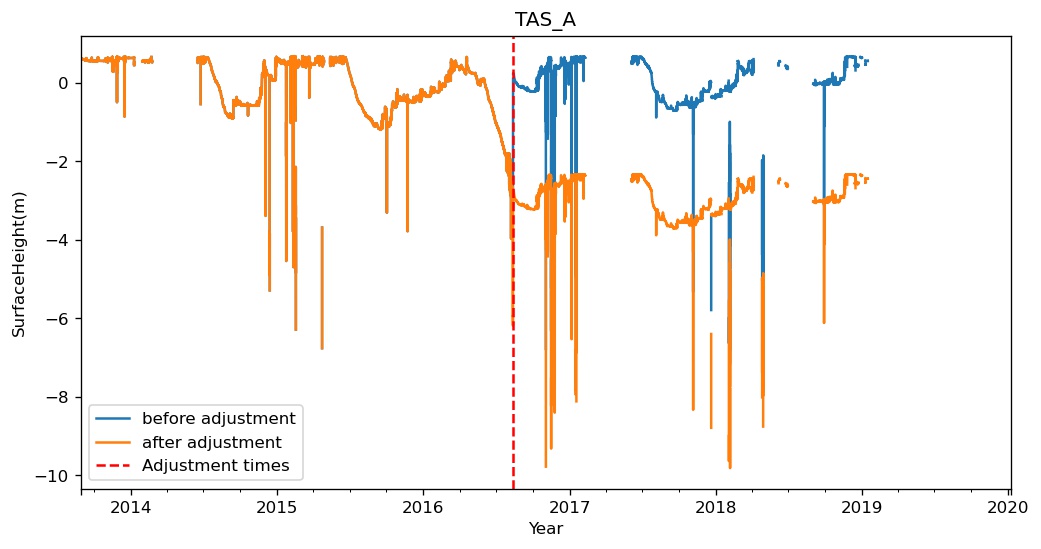 TAS_A
SurfaceHeight(m)
0
−2
−4
−6
−8
−10
before adjustment
after adjustment
Adjustment times
2014 2015 2016 2017 2018 2019 2020
Year